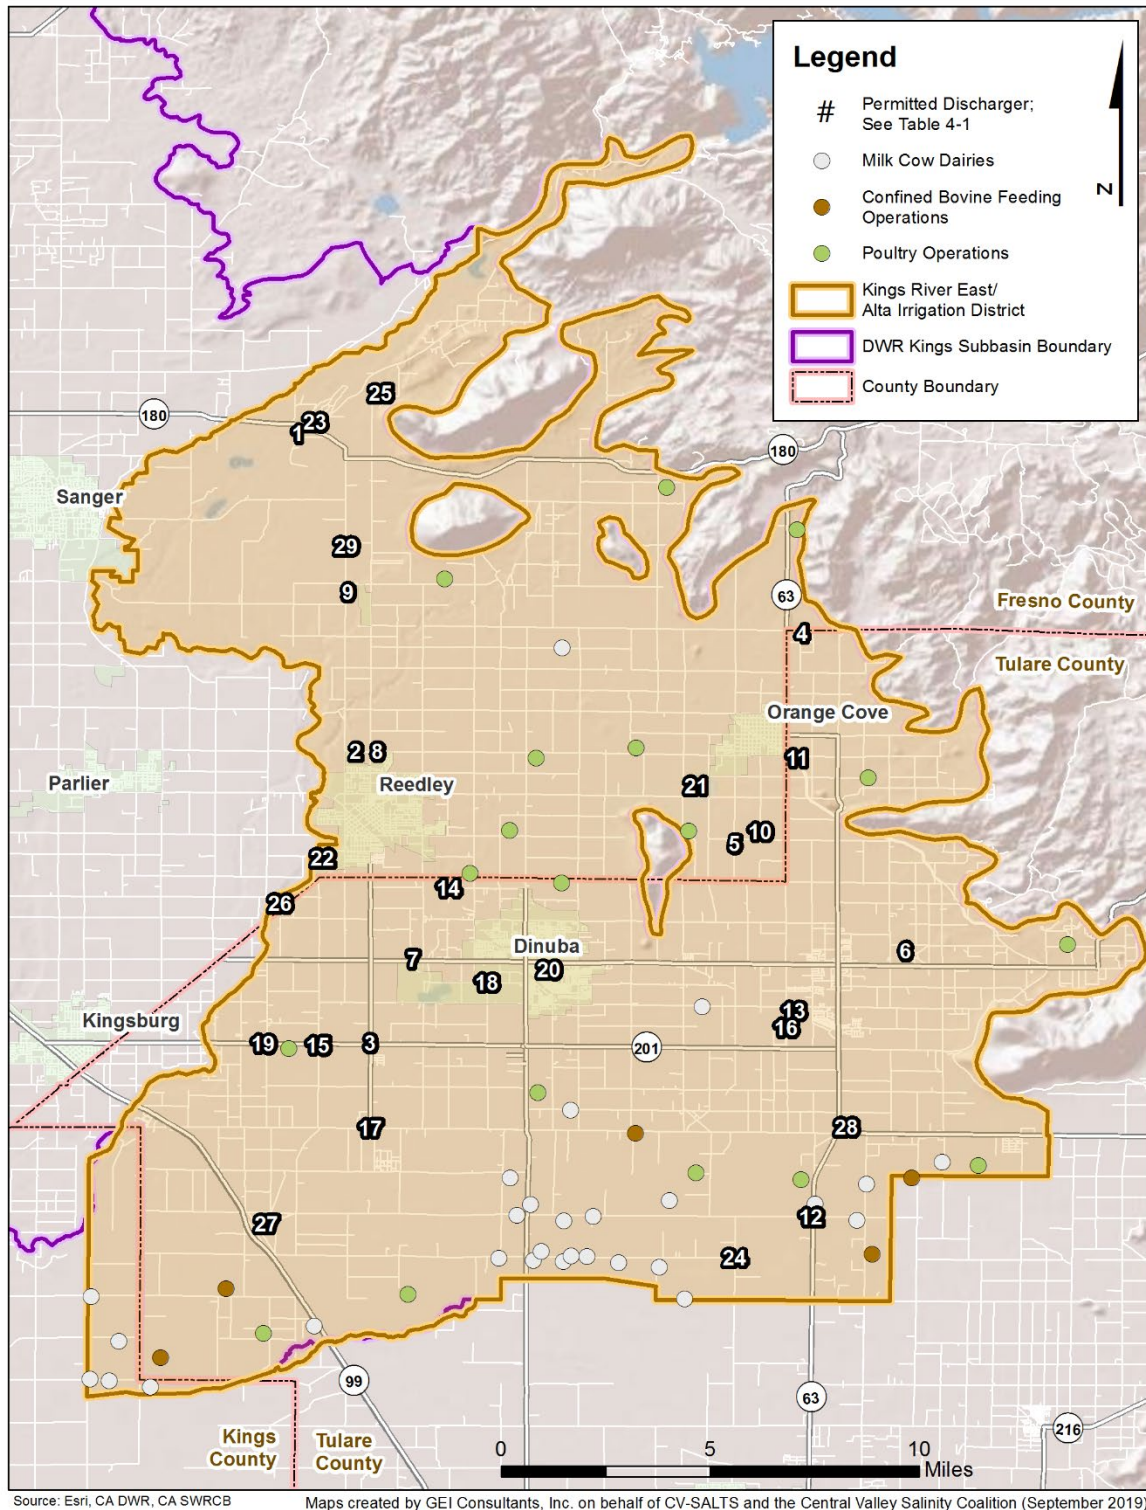 Legend
#
Permitted Discharger;
See Table 4-1
Milk Cow Dairies
Confined Bovine Feeding
Operations
Poultry Operations
Kings River East/
Alta Irrigation District
DWR Kings Subbasin Boundary
County Boundary
N
25
180
23
1
180
Sanger
29
9
63
Fresno County
4
Tulare County
Orange Cove
2 8
11
Parlier
Reedley
21
10
5
22
14
26
Dinuba
6
7
20
18
13
Kingsburg
16
19
15
3
201
17
28
12
27
24
99
63
216
Kings
County
Tulare
County
0 5 10
Miles
Source: Esri, CA DWR, CA SWRCB
Maps created by GEI Consultants, Inc. on behalf of CV-SALTS and the Central Valley Salinity Coalition (September 2019)